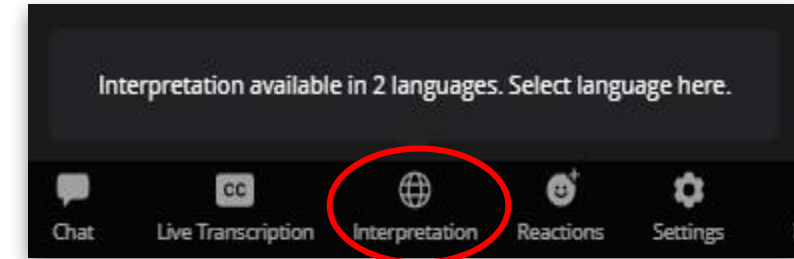 Interpretation available in 2 languages. Select language here.
CC
Chat Live Transcription Interpretation Reactions Settings